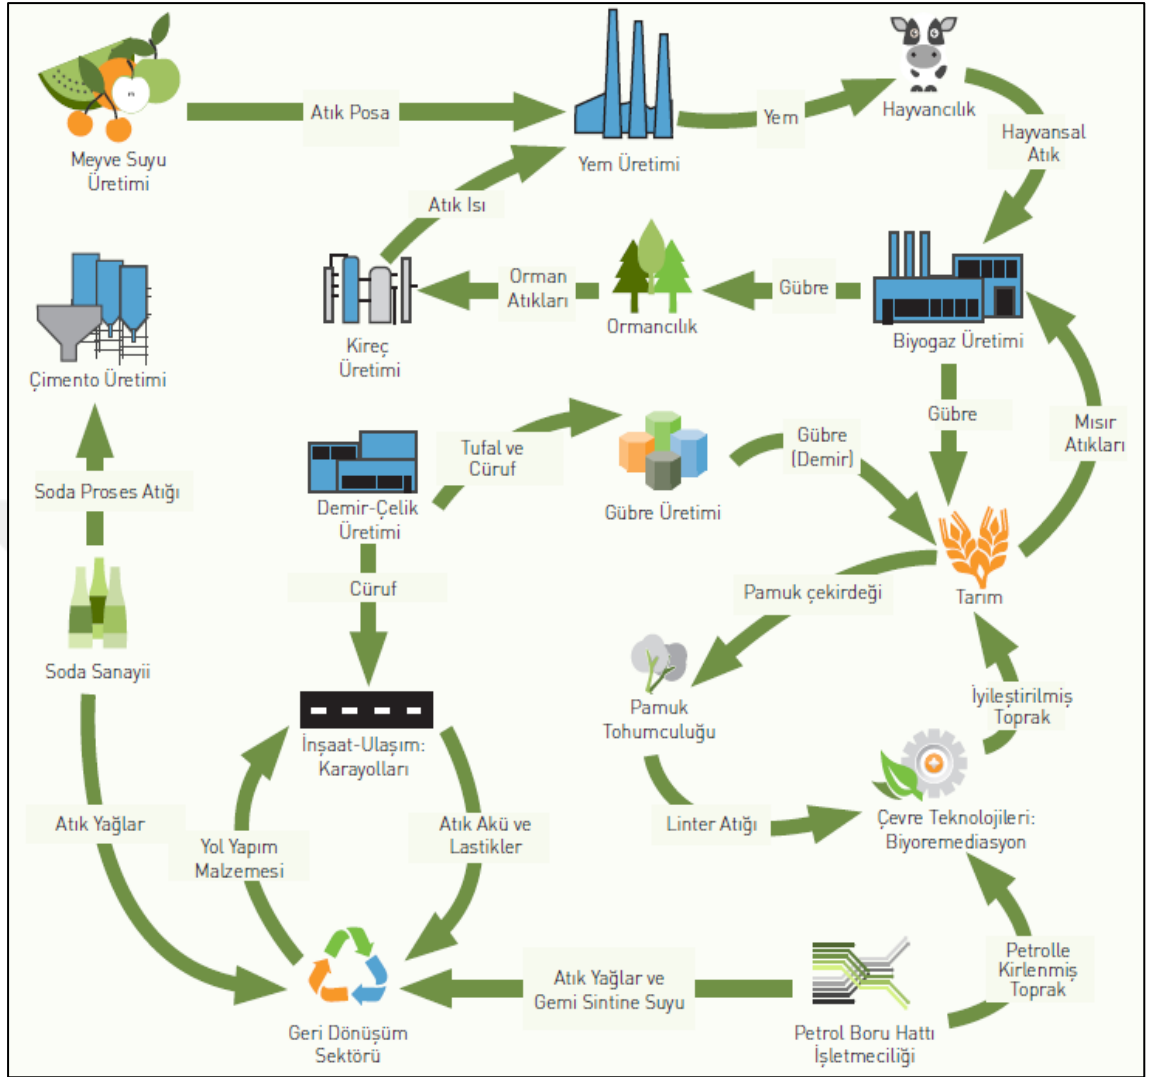 Atık Posa
Yem
Meyve Suyu
Üretimi
Yem Üretimi
Hayvancılık
Hayvansal
Atık
Atık Isı
Orman
Atıkları
Gübre
Ormancılık
Kireç
Üretimi
Biyogaz Üretimi
Çimento Üretimi
Gübre
Mısır
Atıkları
Tufal ve
Cüruf
Gübre
(Demir)
Soda Proses Atığı
Demir-Çelik
Üretimi
Gübre Üretimi
Cüruf
Pamuk çekirdeği
Tarım
Soda Sanayii
Pamuk
Tohumculuğu
İyileştirilmiş
Toprak
İnşaat-Ulaşım:
Karayolları
Atık Yağlar
Yol Yapım
Malzemesi
Atık Akü ve
Lastikler
Linter Atığı
Çevre Teknolojileri:
Biyoremediasyon
Petrolle
Kirlenmiş
Toprak
Atık Yağlar ve
Gemi Sintine Suyu
Geri Dönüşüm
Sektörü
Petrol Boru Hattı
İşletmeciliği